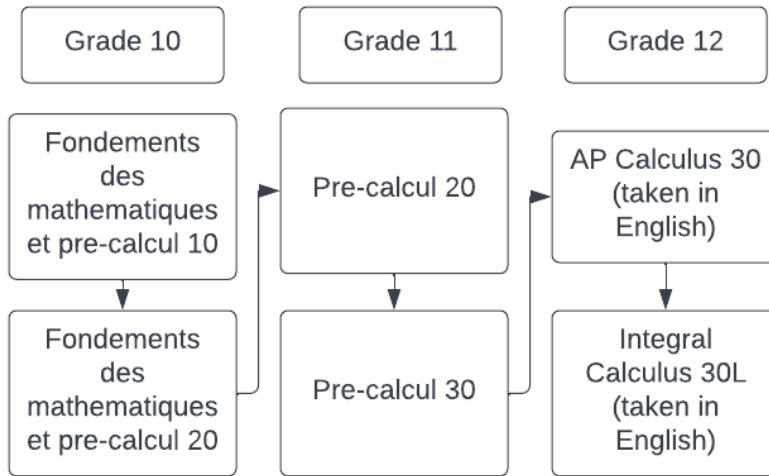 Grade 10
Grade 11
Grade 12
Fondements
des
mathematiques
et pre-calcul 10
Pre-calcul 20
AP Calculus 30
(taken in
English)
Fondements
des
mathematiques
et pre-calcul 20
Pre-calcul 30
Integral
Calculus 30L
(taken in
English)